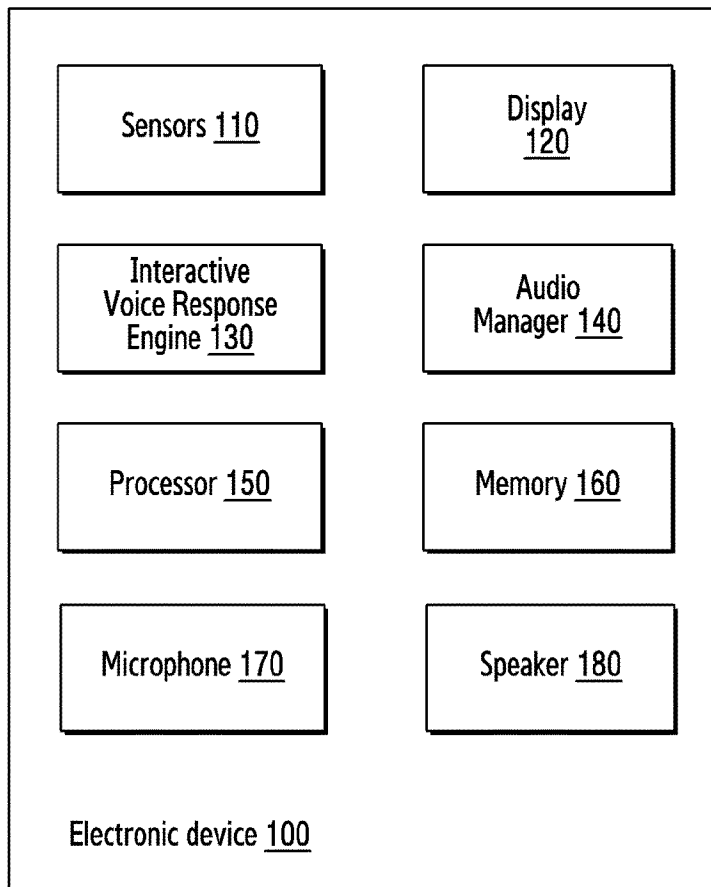 Sensors 110
Display
120
Interactive
Voice Response
Engine 130
Audio
Manager 140
Processor 150
Memory 160
Microphone 170
Speaker 180
Electronic device 100